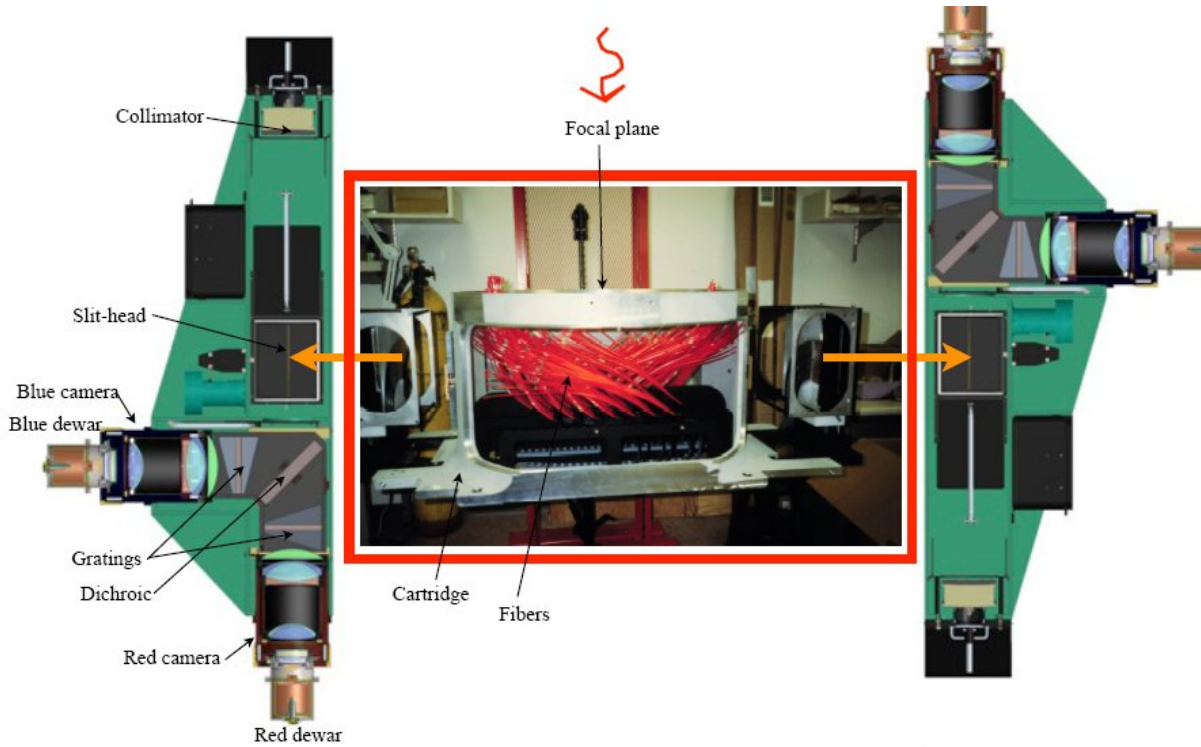 Collimator
Focal plane
Slit-head
Blue camera
Blue dewar
Gratings
Dichroic
Cartridge
Fibers
Red camera
Red dewar